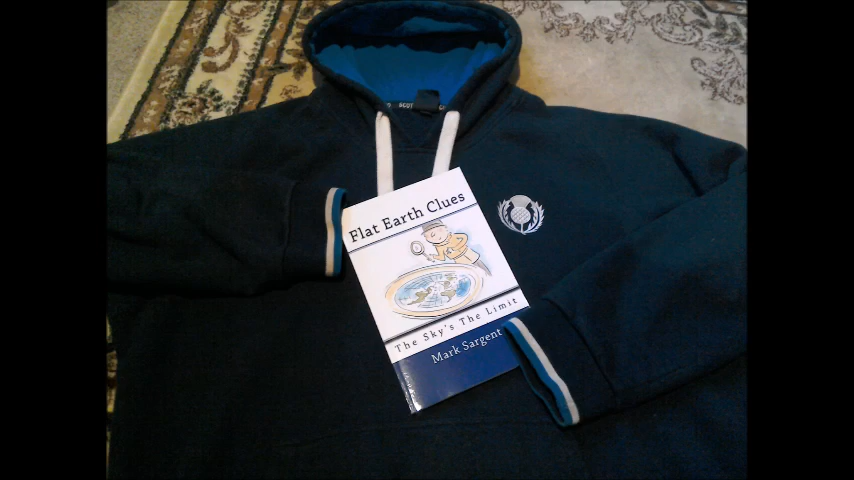 Flat Earth Clues
The Sky's The Limit
Mark Sargent